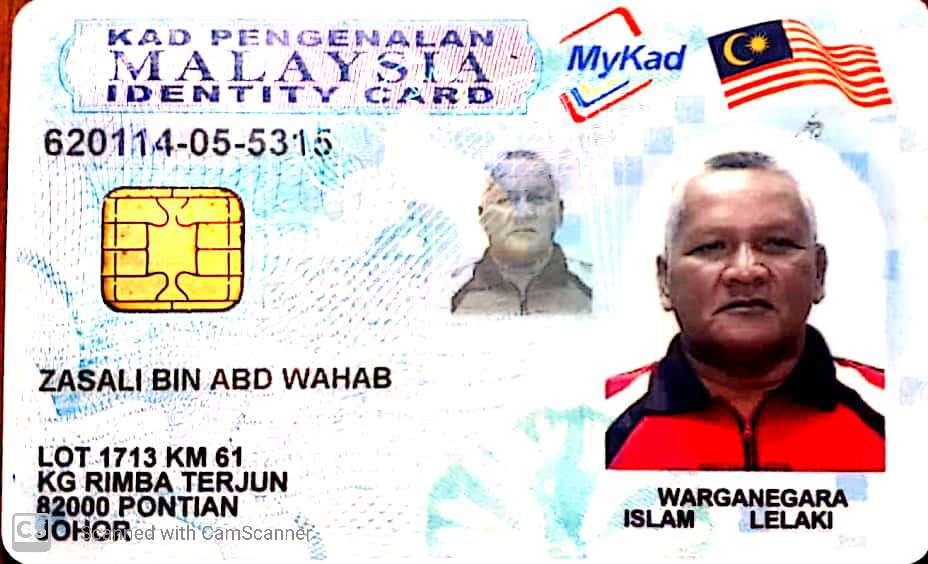 KAD PENGENALAN
MALAYSIA
IDENTITY CARD
MyKad
620114-05-5315
ZASALI BIN ABD WAHAB
LOT 1713 KM 61
KG RIMBA TERJUN
82000 PONTIAN
JOHOR
WARGANEGARA
ISLAM LELAKI
CS Scanned with CamScanner